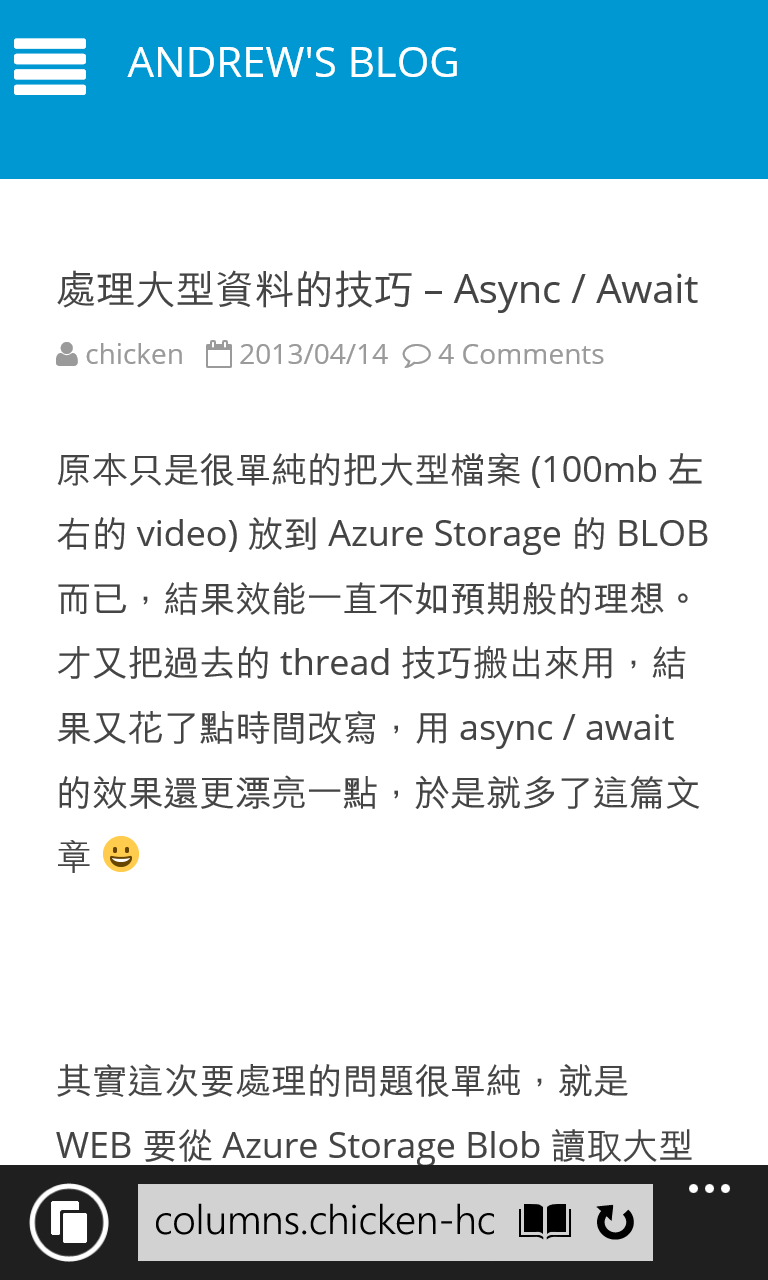 ANDREW'S BLOG
處理大型資料的技巧 – Async / Await
chicken 2013/04/14 4 Comments
原本只是很單純的把大型檔案 (100mb 左
右的 video) 放到 Azure Storage 的 BLOB
而已，結果效能一直不如預期般的理想。
才又把過去的 thread 技巧搬出來用，結
果又花了點時間改寫，用 async / await
的效果還更漂亮一點，於是就多了這篇文
章 😀
其實這次要處理的問題很單純，就是
WEB 要從 Azure Storage Blob 讀取大型
columns.chicken-hc